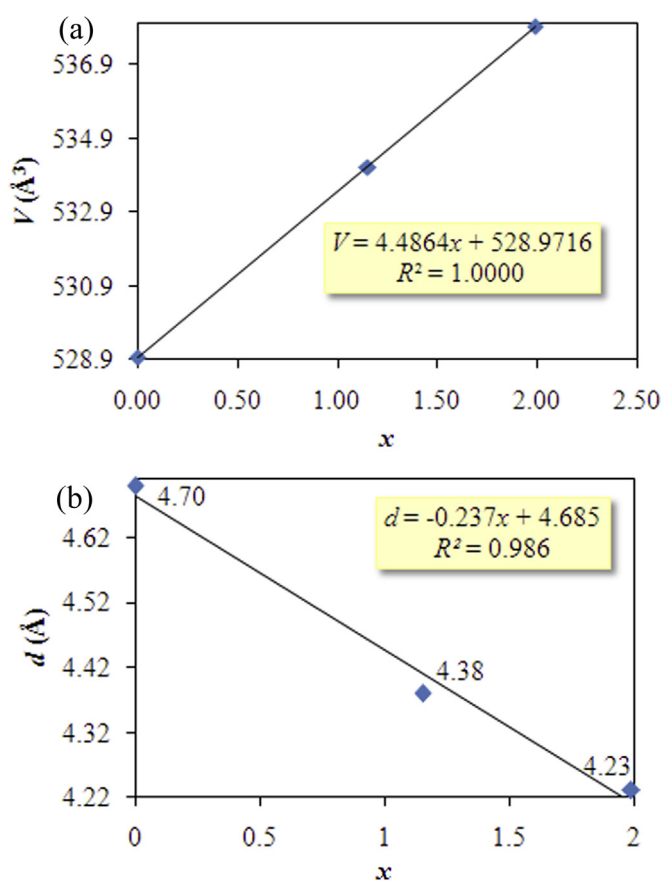 (a)
536.9
534.9
532.9
530.9
528.9
V (Å³)
V = 4.4864x + 528.9716
R² = 1.0000
0.00 0.50 1.00 1.50 2.00 2.50
x
(b)
4.62
4.52
4.42
4.32
4.22
d (Å)
4.70
d = -0.237x + 4.685
R² = 0.986
4.38
4.23
0 0.5 1 1.5 2
x